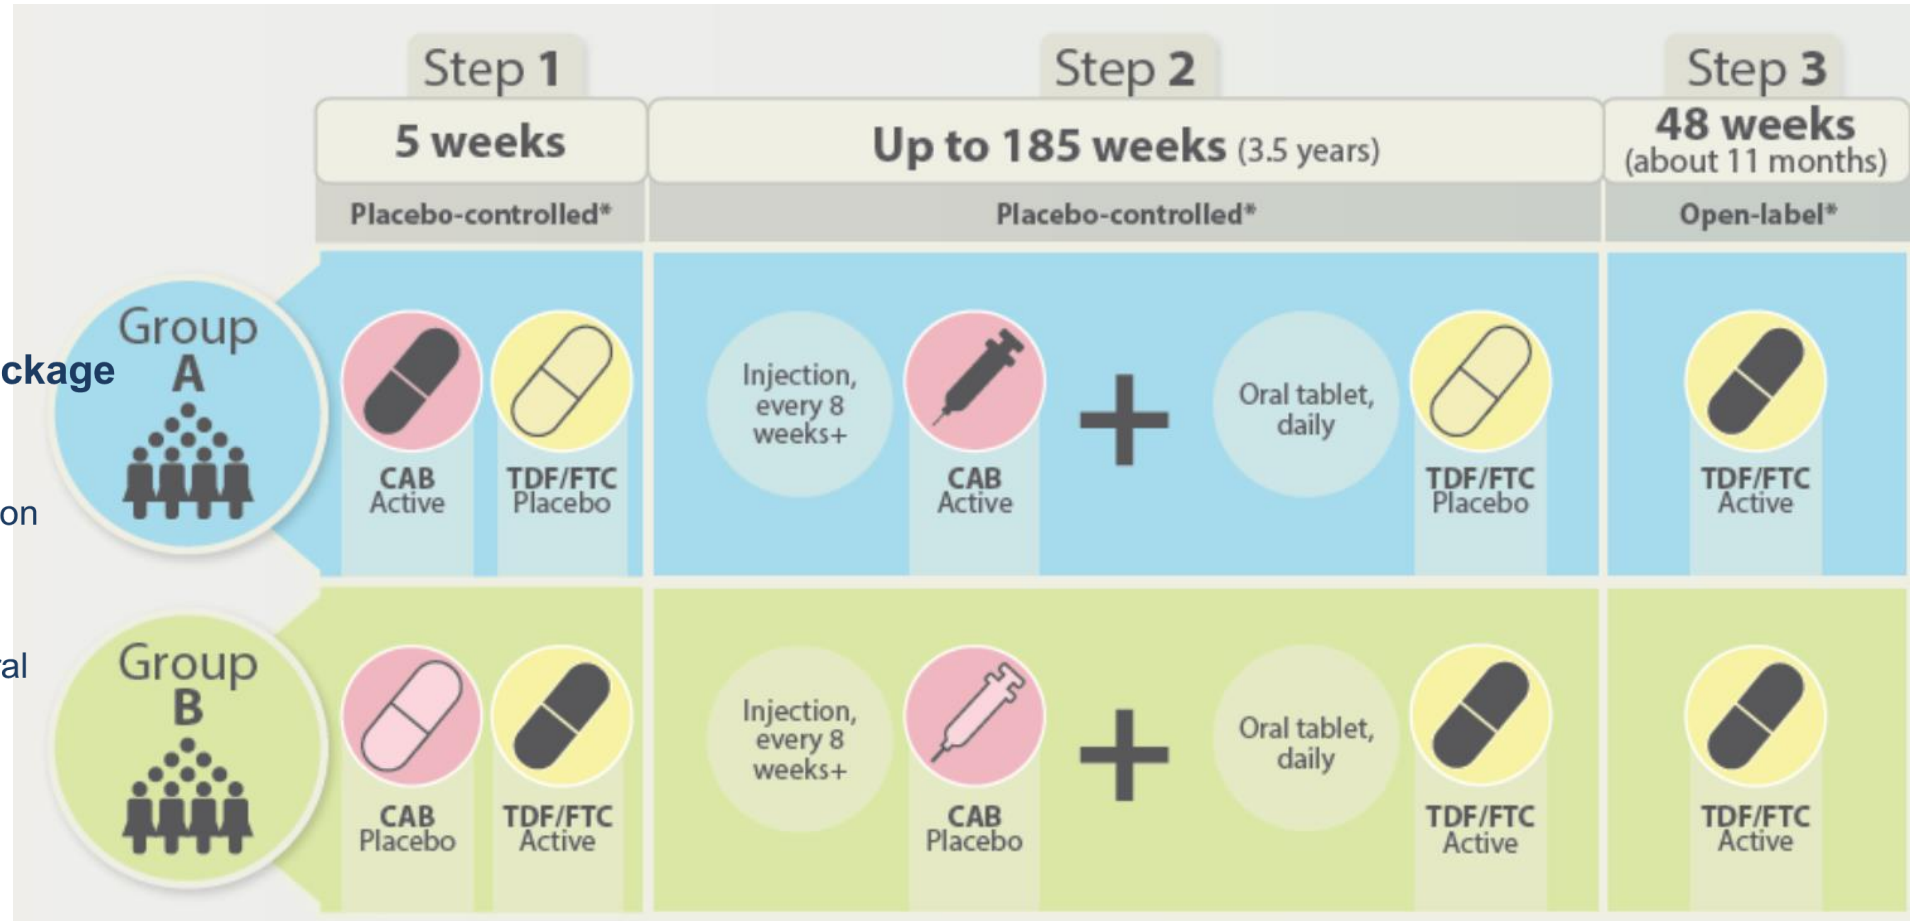 Step 1
Step 2
Step 3
5 weeks
Up to 185 weeks (3.5 years)
48 weeks
(about 11 months)
Placebo-controlled*
Placebo-controlled*
Open-label*
Group
A
ckage
on
CAB
Active
TDF/FTC
Placebo
Injection,
every 8
weeks+
CAB
Active
+
Oral tablet,
daily
TDF/FTC
Placebo
TDF/FTC
Active
Group
B
ral
CAB
Placebo
TDF/FTC
Active
Injection,
every 8
weeks+
CAB
Placebo
+
Oral tablet,
daily
TDF/FTC
Active
TDF/FTC
Active